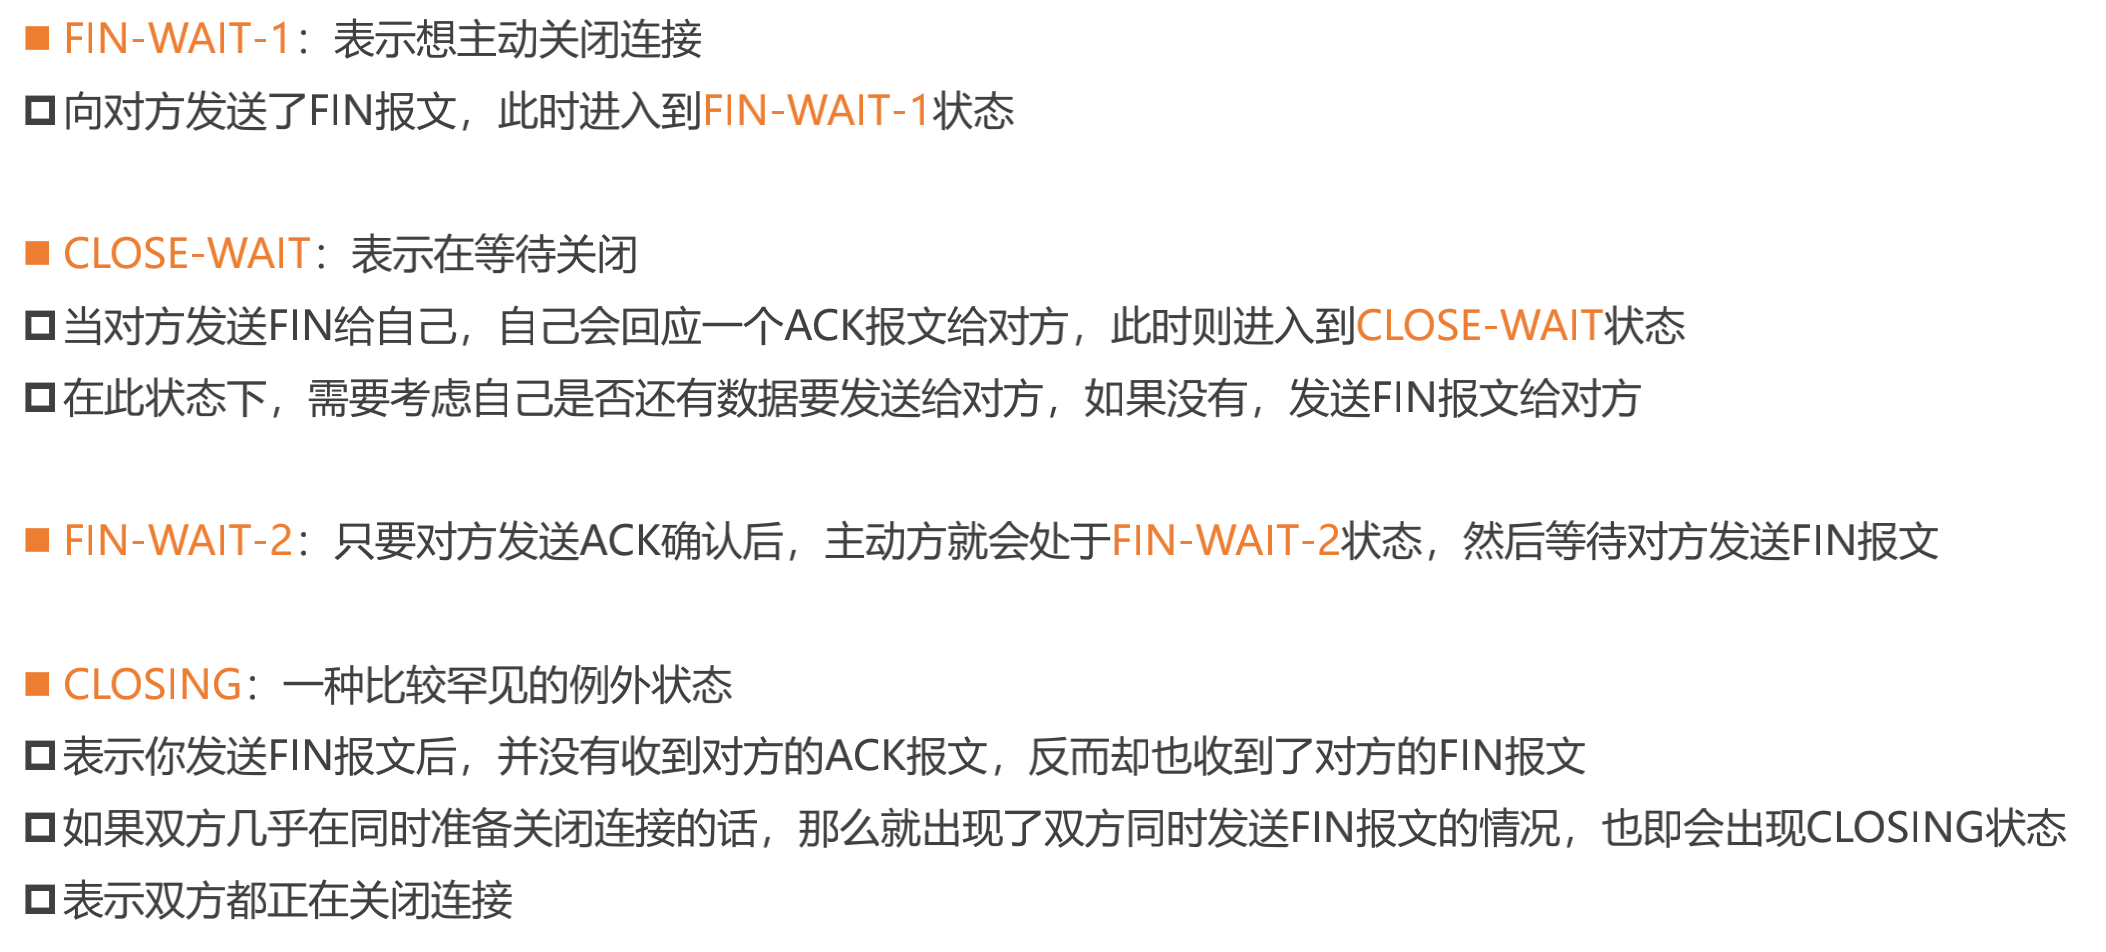 FIN-WAIT-1：表示想主动关闭连接
向对方发送了FIN报文，此时进入到FIN-WAIT-1状态
CLOSE-WAIT：表示在等待关闭
当对方发送FIN给自己，自己会回应一个ACK报文给对方，此时则进入到CLOSE-WAIT状态
在此状态下，需要考虑自己是否还有数据要发送给对方，如果没有，发送FIN报文给对方
FIN-WAIT-2：只要对方发送ACK确认后，主动方就会处于FIN-WAIT-2状态，然后等待对方发送FIN报文
CLOSING：一种比较罕见的例外状态
表示你发送FIN报文后，并没有收到对方的ACK报文，反而却也收到了对方的FIN报文
如果双方几乎在同时准备关闭连接的话，那么就出现了双方同时发送FIN报文的情况，也即会出现CLOSING状态
表示双方都正在关闭连接